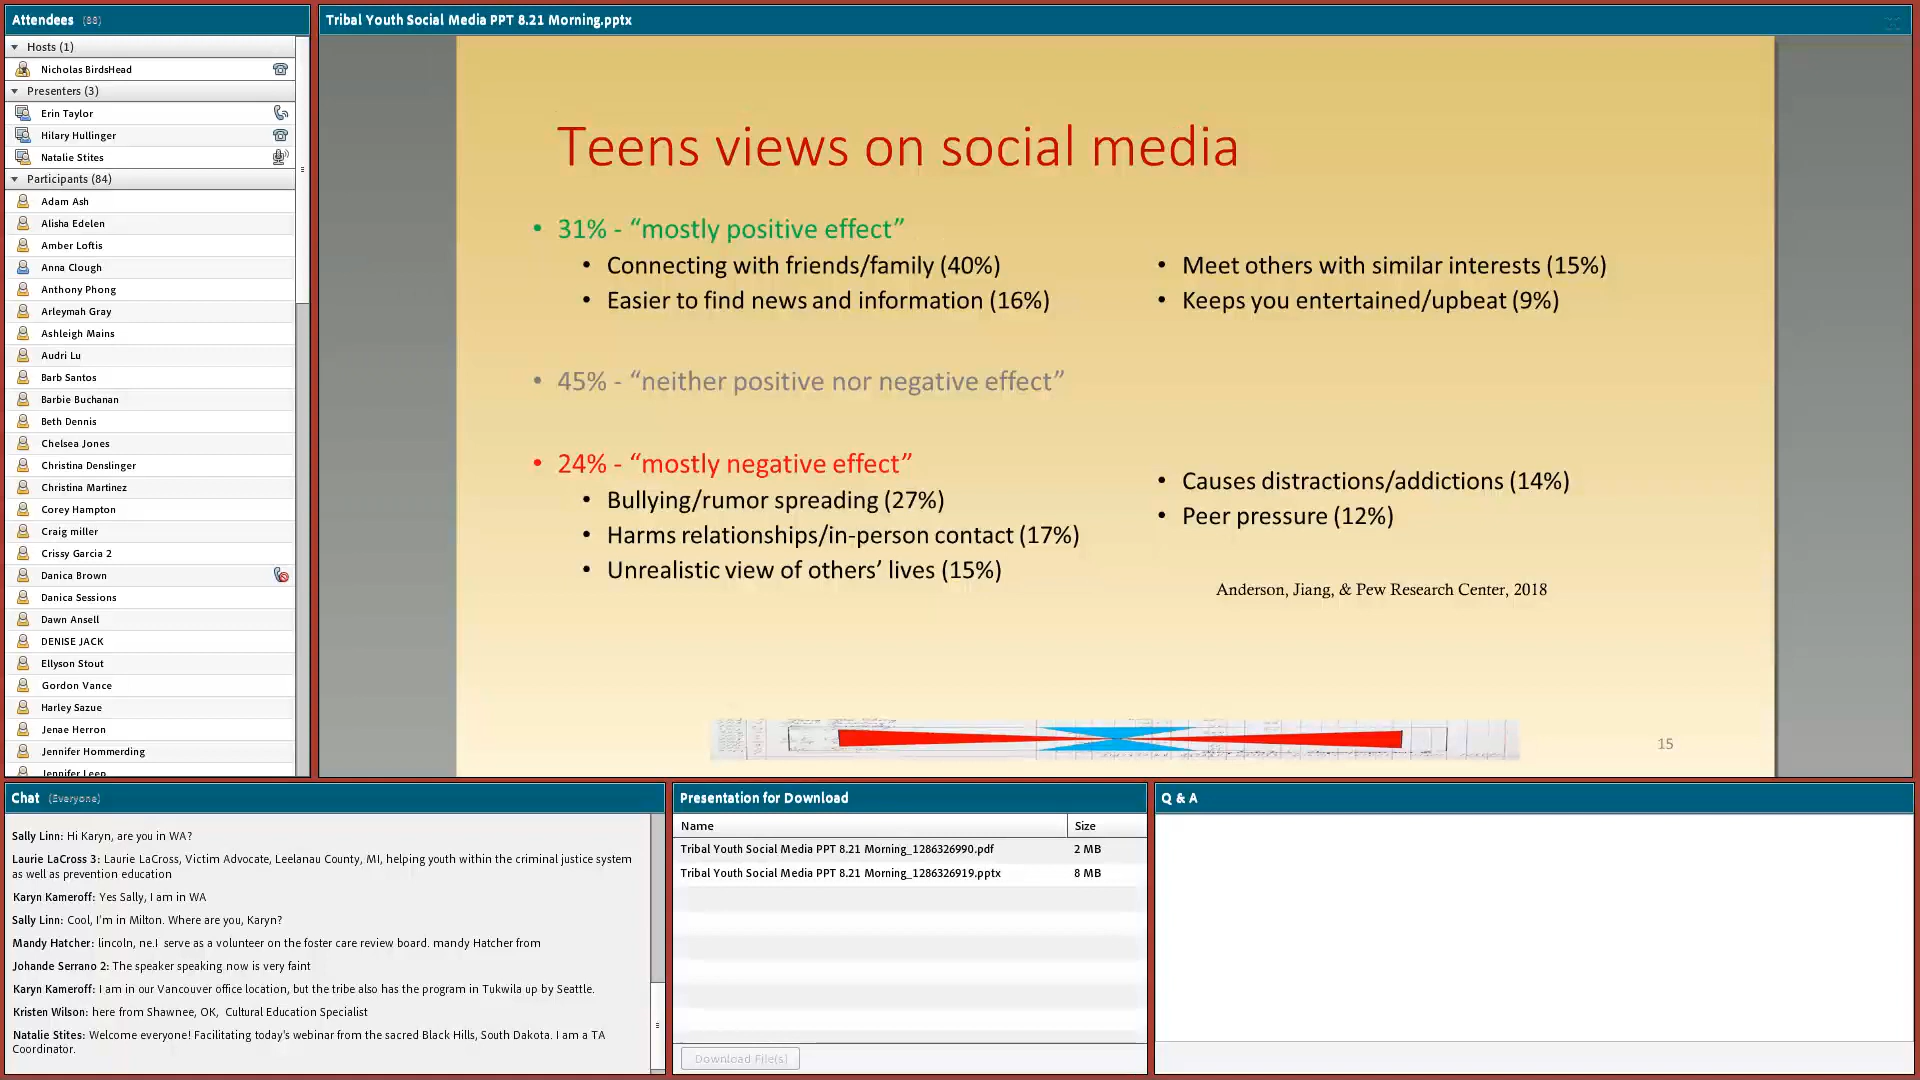 Attendees (88)
Hosts (1)
Nicholas BirdsHead
Presenters (3)
Erin Taylor
Hilary Hullinger
Natalie Stites
Participants (84)
Adam Ash
Alisha Edelen
Amber Loftis
Anna Clough
Anthony Phong
Arleymah Gray
Ashleigh Mains
Audri Lu
Barb Santos
Barbie Buchanan
Beth Dennis
Chelsea Jones
Christina Denslinger
Christina Martinez
Corey Hampton
Craig miller
Crissy Garcia 2
Danica Brown
Danica Sessions
Dawn Ansell
DENISE JACK
Ellyson Stout
Gordon Vance
Harley Sazue
Jenae Herron
Jennifer Hommerding
Jennifer Leep
Tribal Youth Social Media PPT 8.21 Morning.pptx
Teens views on social media
• 31% - “mostly positive effect”
• Connecting with friends/family (40%)
• Easier to find news and information (16%)
• Meet others with similar interests (15%)
• Keeps you entertained/upbeat (9%)
• 45% - “neither positive nor negative effect”
• 24% - “mostly negative effect”
• Bullying/rumor spreading (27%)
• Harms relationships/in-person contact (17%)
• Unrealistic view of others’ lives (15%)
• Causes distractions/addictions (14%)
• Peer pressure (12%)
Anderson, Jiang, & Pew Research Center, 2018
15
Chat (Everyone)
Sally Linn: Hi Karyn, are you in WA?
Laurie LaCross 3: Laurie LaCross, Victim Advocate, Leelanau County, MI, helping youth within the criminal justice system
as well as prevention education
Karyn Kameroff: Yes Sally, I am in WA
Sally Linn: Cool, I'm in Milton. Where are you, Karyn?
Mandy Hatcher: lincoln, ne.I serve as a volunteer on the foster care review board. mandy Hatcher from
Johande Serrano 2: The speaker speaking now is very faint
Karyn Kameroff: I am in our Vancouver office location, but the tribe also has the program in Tukwila up by Seattle.
Kristen Wilson: here from Shawnee, OK, Cultural Education Specialist
Natalie Stites: Welcome everyone! Facilitating today's webinar from the sacred Black Hills, South Dakota. I am a TA
Coordinator.
Presentation for Download
Name Size
Tribal Youth Social Media PPT 8.21 Morning_1286326990.pdf 2 MB
Tribal Youth Social Media PPT 8.21 Morning_1286326919.pptx 8 MB
Download File(s)
Q & A